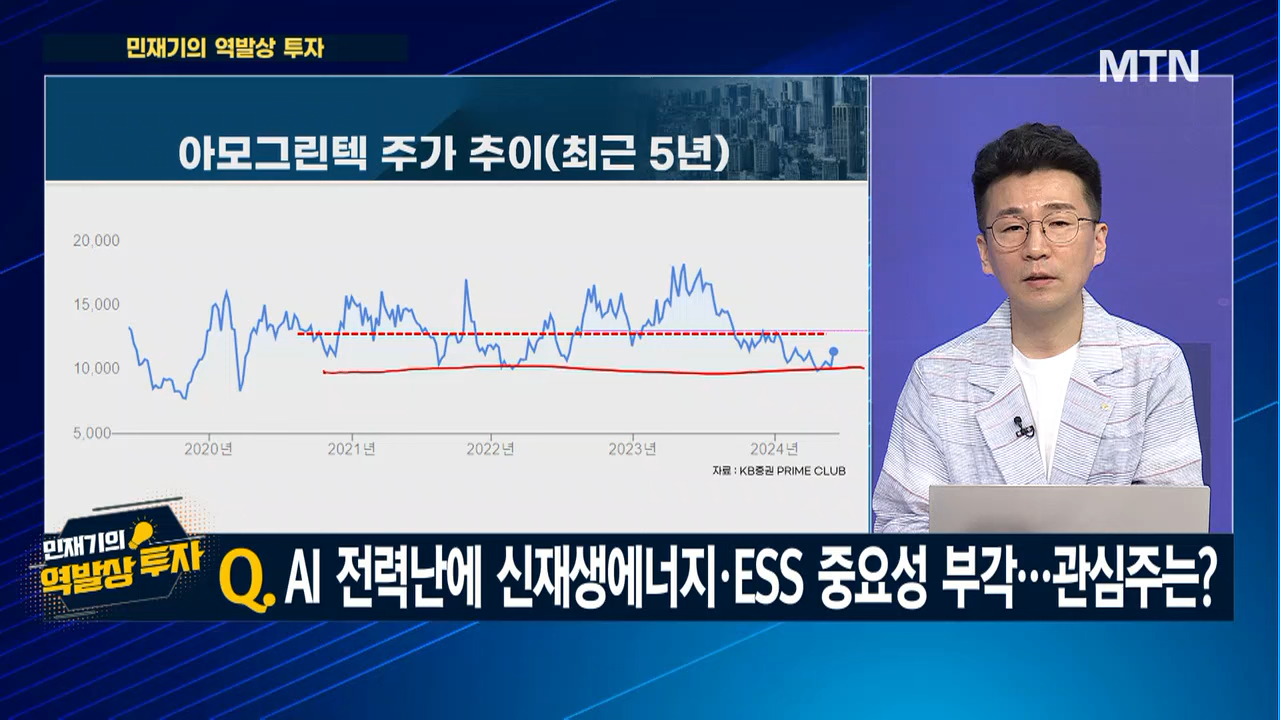 민재기의 역발상 투자
MTN
아모그린텍 주가 추이(최근 5년)
20,000
15,000
10,000
5,000
2020년
2021년
2022년
2023년
2024년
자료 : KB증권 PRIME CLUB
민재기의
역발상 투자
Q. AI 전력난에 신재생에너지·ESS 중요성 부각…관심주는?